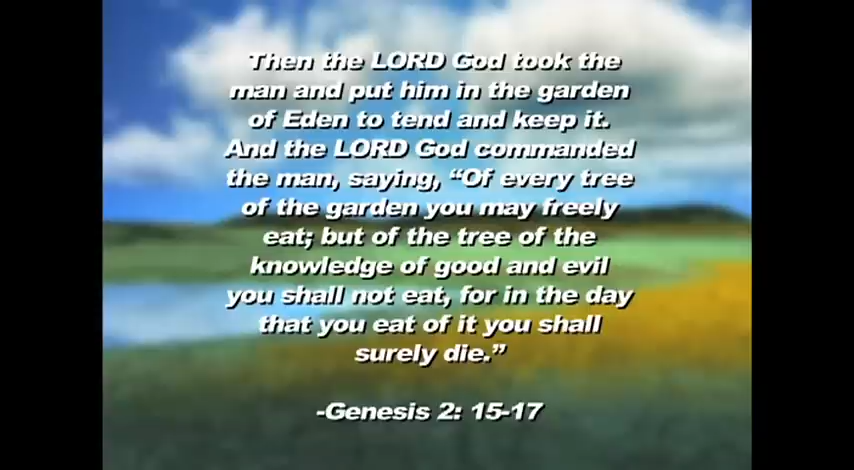 Then the LORD God took the
man and put him in the garden
of Eden to tend and keep it.
And the LORD God commanded
the man, saying, “Of every tree
of the garden you may freely
eat; but of the tree of the
knowledge of good and evil
you shall not eat, for in the day
that you eat of it you shall
surely die.”
-Genesis 2: 15-17